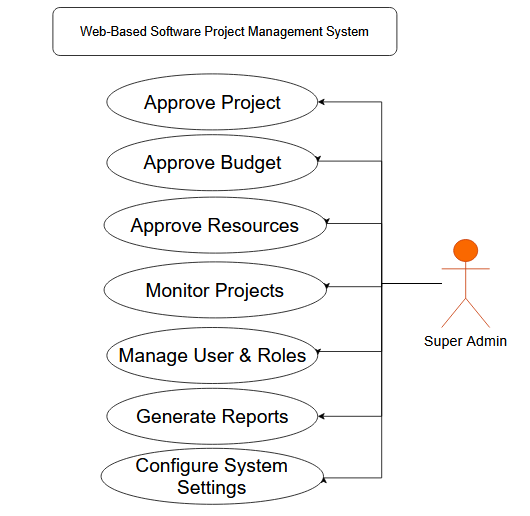 Web-Based Software Project Management System
Approve Project
Approve Budget
Approve Resources
Monitor Projects
Manage User & Roles
Generate Reports
Configure System
Settings
Super Admin